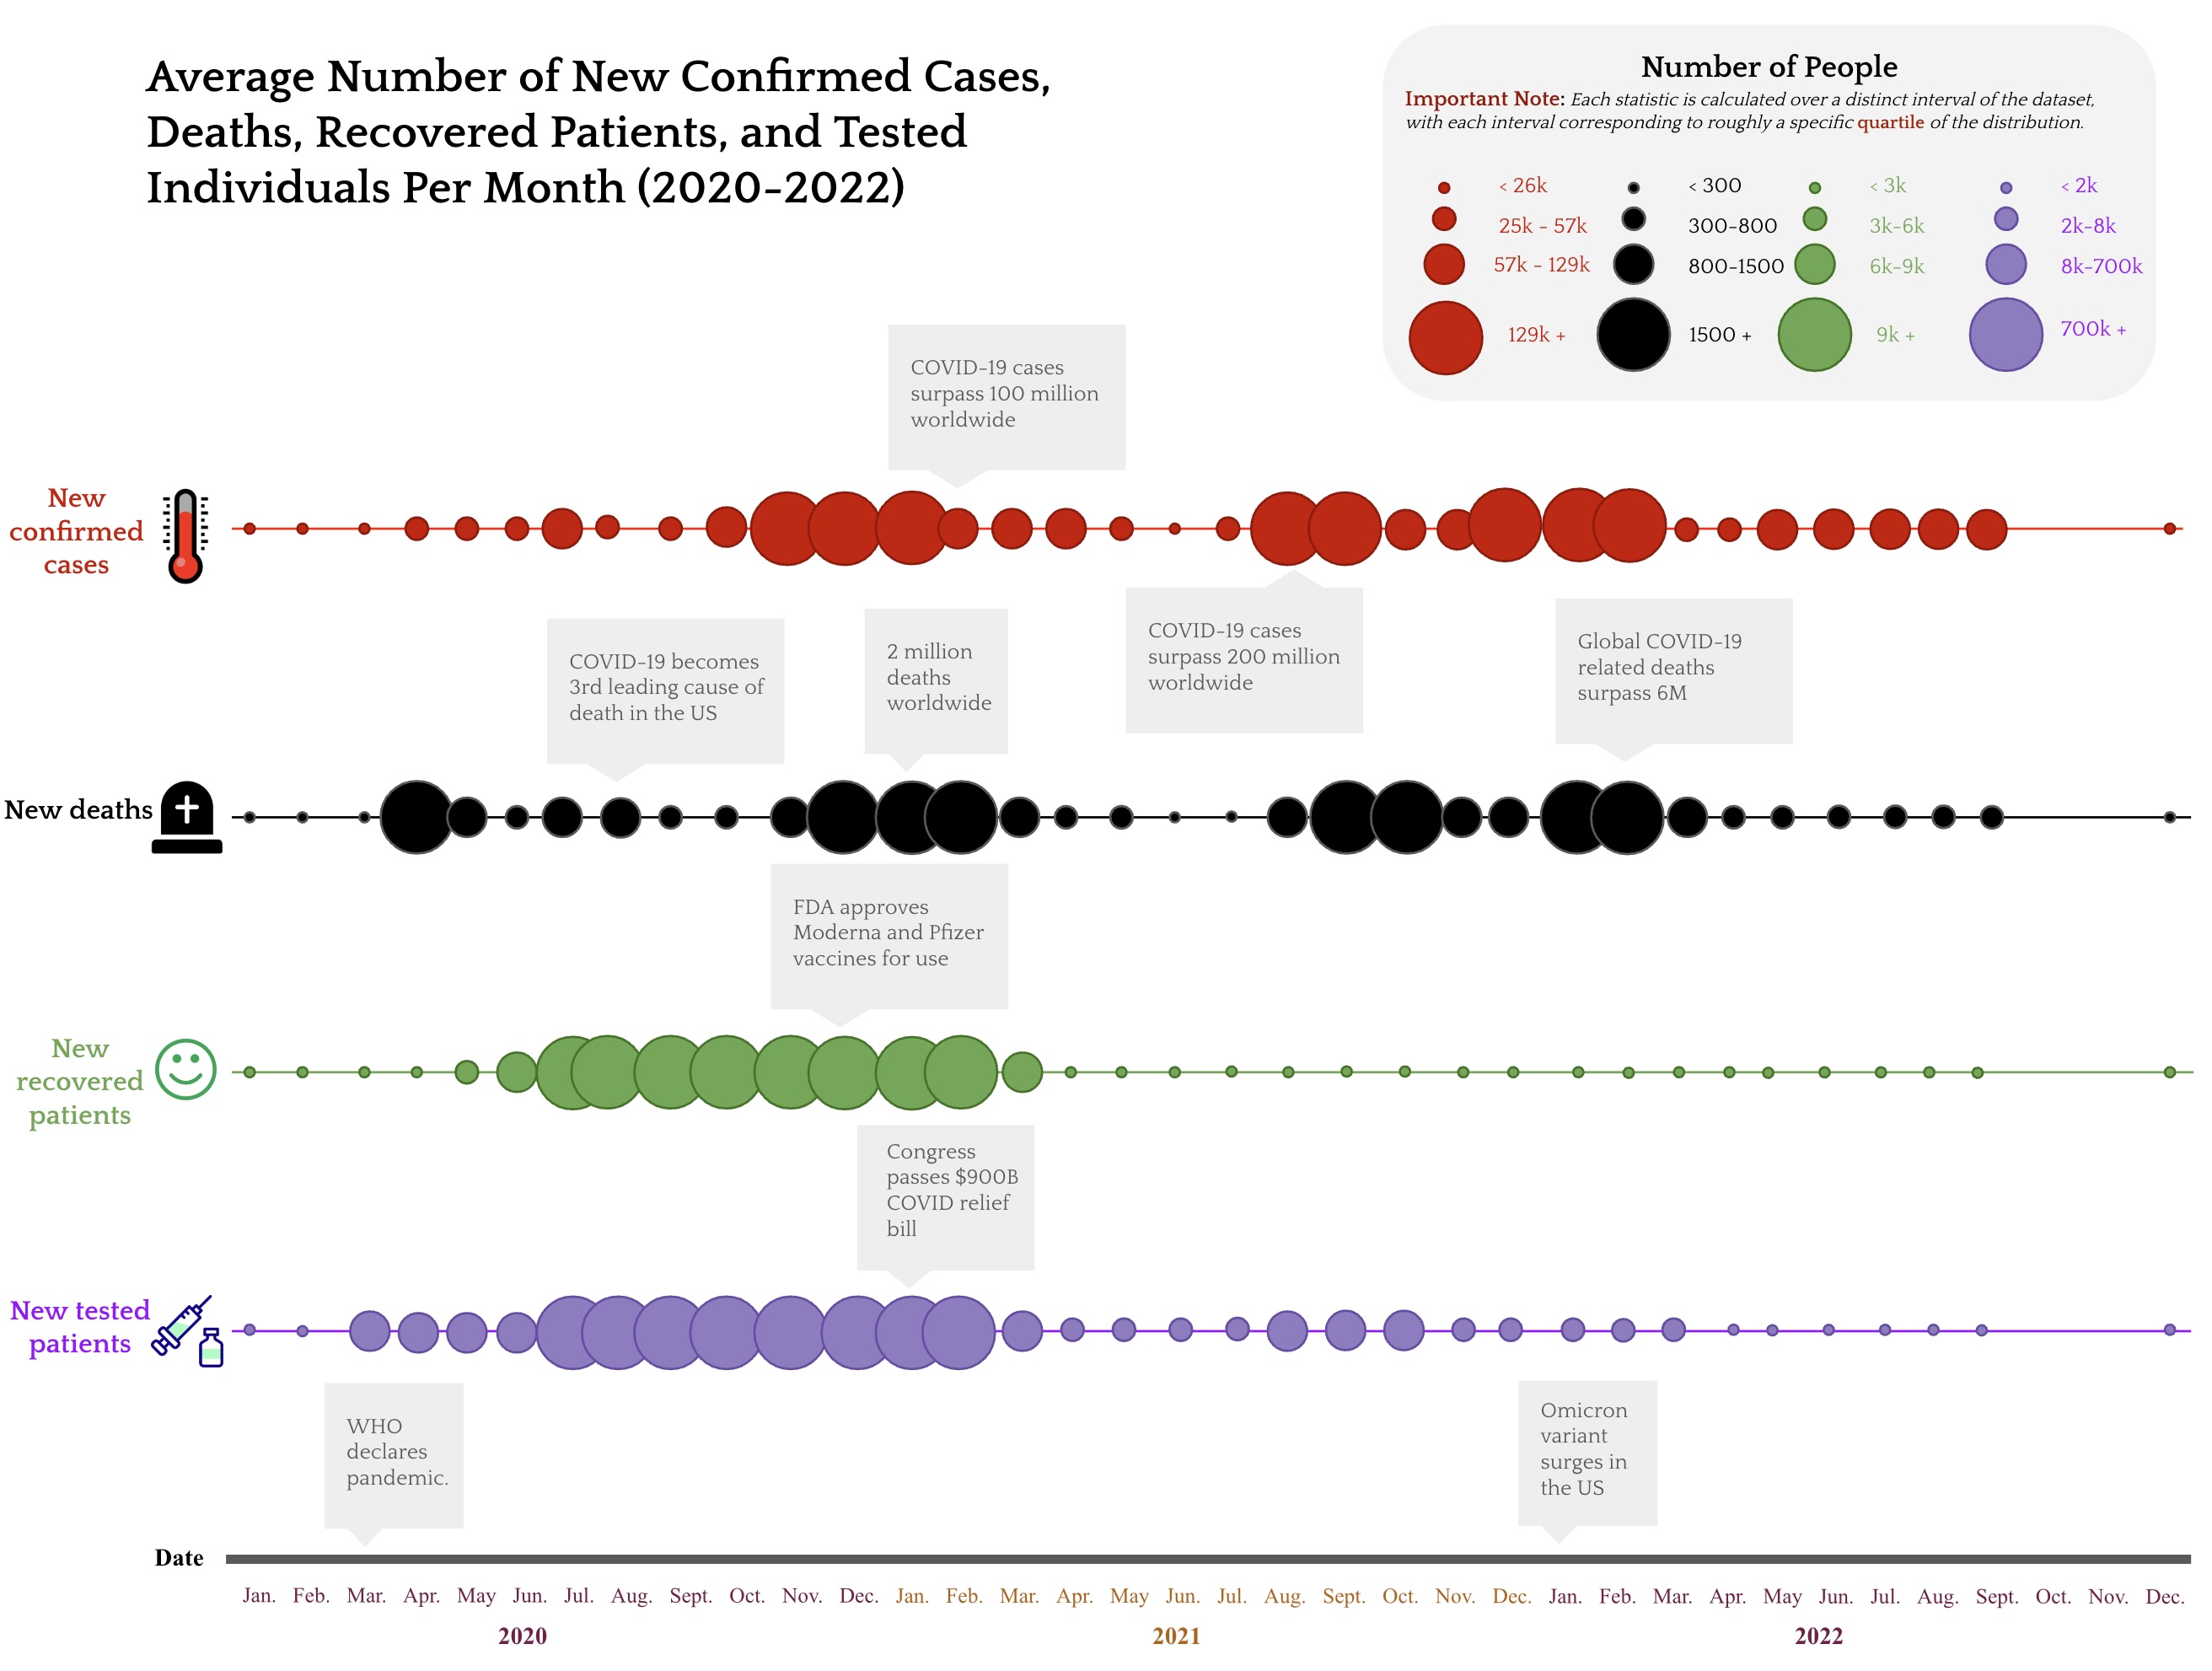 Average Number of New Confirmed Cases,
Deaths, Recovered Patients, and Tested
Individuals Per Month (2020-2022)
Number of People
Important Note: Each statistic is calculated over a distinct interval of the dataset,
with each interval corresponding to roughly a specific quartile of the distribution.
< 26k < 300 < 3k < 2k
25k - 57k 300-800 3k-6k 2k-8k
57k - 129k 800-1500 6k-9k 8k-700k
129k + 1500 + 9k + 700k +
COVID-19 cases
surpass 100 million
worldwide
New
confirmed
cases
COVID-19 becomes
3rd leading cause of
death in the US
2 million
deaths
worldwide
COVID-19 cases
surpass 200 million
worldwide
Global COVID-19
related deaths
surpass 6M
New deaths
FDA approves
Moderna and Pfizer
vaccines for use
New
recovered
patients
Congress
passes $900B
COVID relief
bill
New tested
patients
WHO
declares
pandemic.
Omicron
variant
surges in
the US
Date
Jan. Feb. Mar. Apr. May Jun. Jul. Aug. Sept. Oct. Nov. Dec. Jan. Feb. Mar. Apr. May Jun. Jul. Aug. Sept. Oct. Nov. Dec. Jan. Feb. Mar. Apr. May Jun. Jul. Aug. Sept. Oct. Nov. Dec.
2020 2021 2022